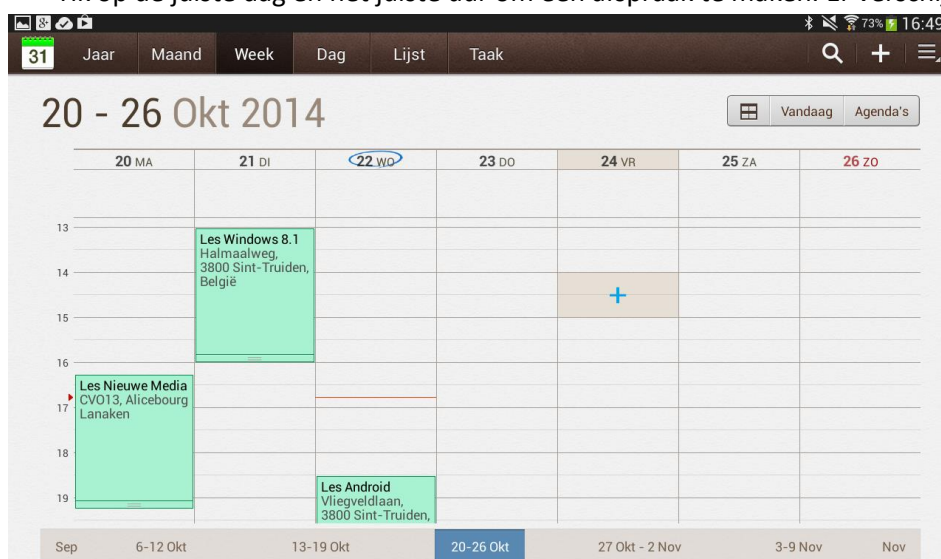 16:49
73%
31 Jaar Maand Week Dag Lijst Taak
20 - 26 Okt 2014
Vandaag Agenda's
20 MA 21 DI 22 WO 23 DO 24 VR 25 ZA 26 ZO
13
Les Windows 8.1
Halmaalweg,
3800 Sint-Truiden,
België
14
15
16
Les Nieuwe Media
CVO13, Alicebourg
Lanaken
17
18
Les Android
Vliegveldlaan,
3800 Sint-Truiden,
19
Sep 6-12 Okt 13-19 Okt 20-26 Okt 27 Okt - 2 Nov 3-9 Nov Nov